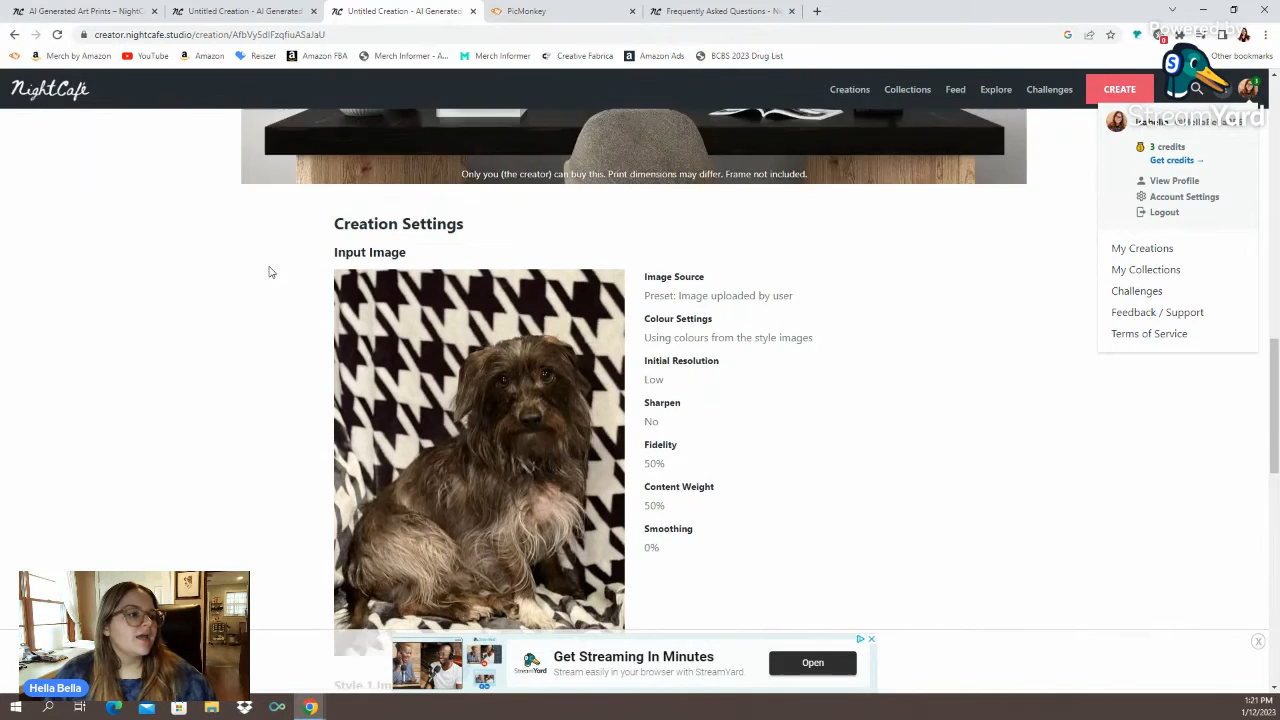 AI Generated Art Prints - NightC
Untitled Creation - AI Generated
Untitled Creation - AI Generated
PicMonkey
Frequently Asked Questions - Nig
creator.nightcafe.studio/creation/
Powered by
Merch by Amazon
YouTube
Amazon
Reiszer
Amazon FBA
Merch Informer - A...
Merch Informer
Creative Fabrica
Amazon Ads
BCBS 2023 Drug List
Other bookmarks
NightCafé
Creations
Collections
Feed
Explore
Challenges
CREATE
StreamYard
3 credits
Get credits →
View Profile
Account Settings
Logout
My Creations
My Collections
Challenges
Feedback / Support
Terms of Service
Only you (the creator) can buy this. Print dimensions may differ. Frame not included.
Creation Settings
Input Image
Image Source
Preset: Image uploaded by user
Colour Settings
Using colours from the style images
Initial Resolution
Low
Sharpen
No
Fidelity
50%
Content Weight
50%
Smoothing
0%
Get Streaming In Minutes
Stream easily in your browser with StreamYard.
Open
Hella Bella
1:21 PM
1/12/2023